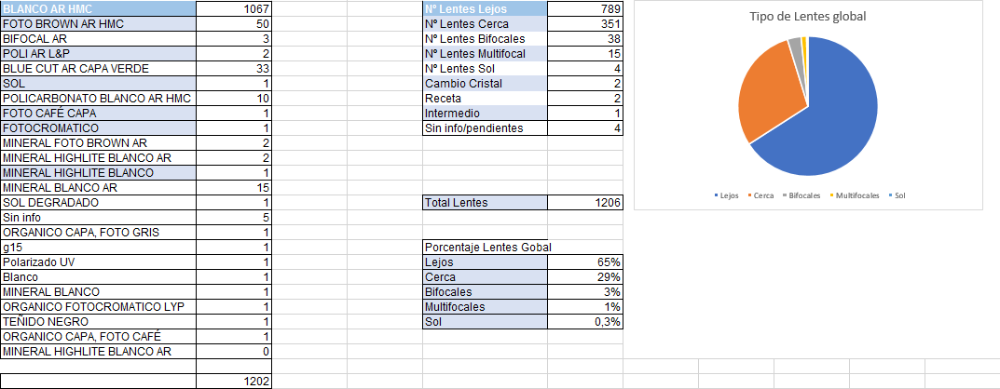 BLANCO AR HMC 1067
FOTO BROWN AR HMC 50
BIFOCAL AR 3
POLI AR L&P 2
BLUE CUT AR CAPA VERDE 33
SOL 1
POLICARBONATO BLANCO AR HMC 10
FOTO CAFÉ CAPA 1
FOTOCROMATICO 1
MINERAL FOTO BROWN AR 2
MINERAL HIGHLITE BLANCO AR 2
MINERAL HIGHLITE BLANCO 1
MINERAL BLANCO AR 15
SOL DEGRADADO 1
Sin info 5
ORGANICO CAPA, FOTO GRIS 1
g15 1
Polarizado UV 1
Blanco 1
MINERAL BLANCO 1
ORGANICO FOTOCROMATICO LYP 1
TEÑIDO NEGRO 1
ORGANICO CAPA, FOTO CAFÉ 1
MINERAL HIGHLITE BLANCO AR 0
1202
Nº Lentes Lejos 789
Nº Lentes Cerca 351
Nº Lentes Bifocales 38
Nº Lentes Multifocal 15
Nº Lentes Sol 4
Cambio Cristal 2
Receta 2
Intermedio 1
Sin info/pendientes 4
Total Lentes 1206
Porcentaje Lentes Gobal
Lejos 65%
Cerca 29%
Bifocales 3%
Multifocales 1%
Sol 0,3%
Tipo de Lentes global
Lejos Cerca Bifocales Multifocales Sol